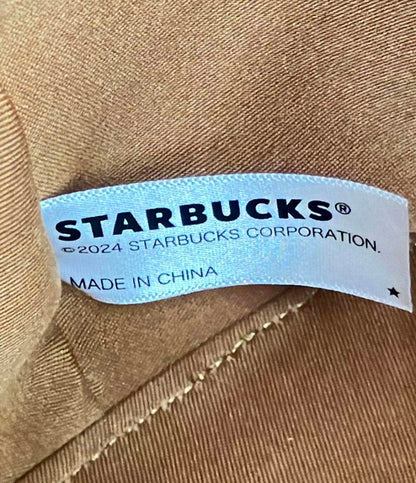 STARBUCKS®
©2024 STARBUCKS CORPORATION.
MADE IN CHINA